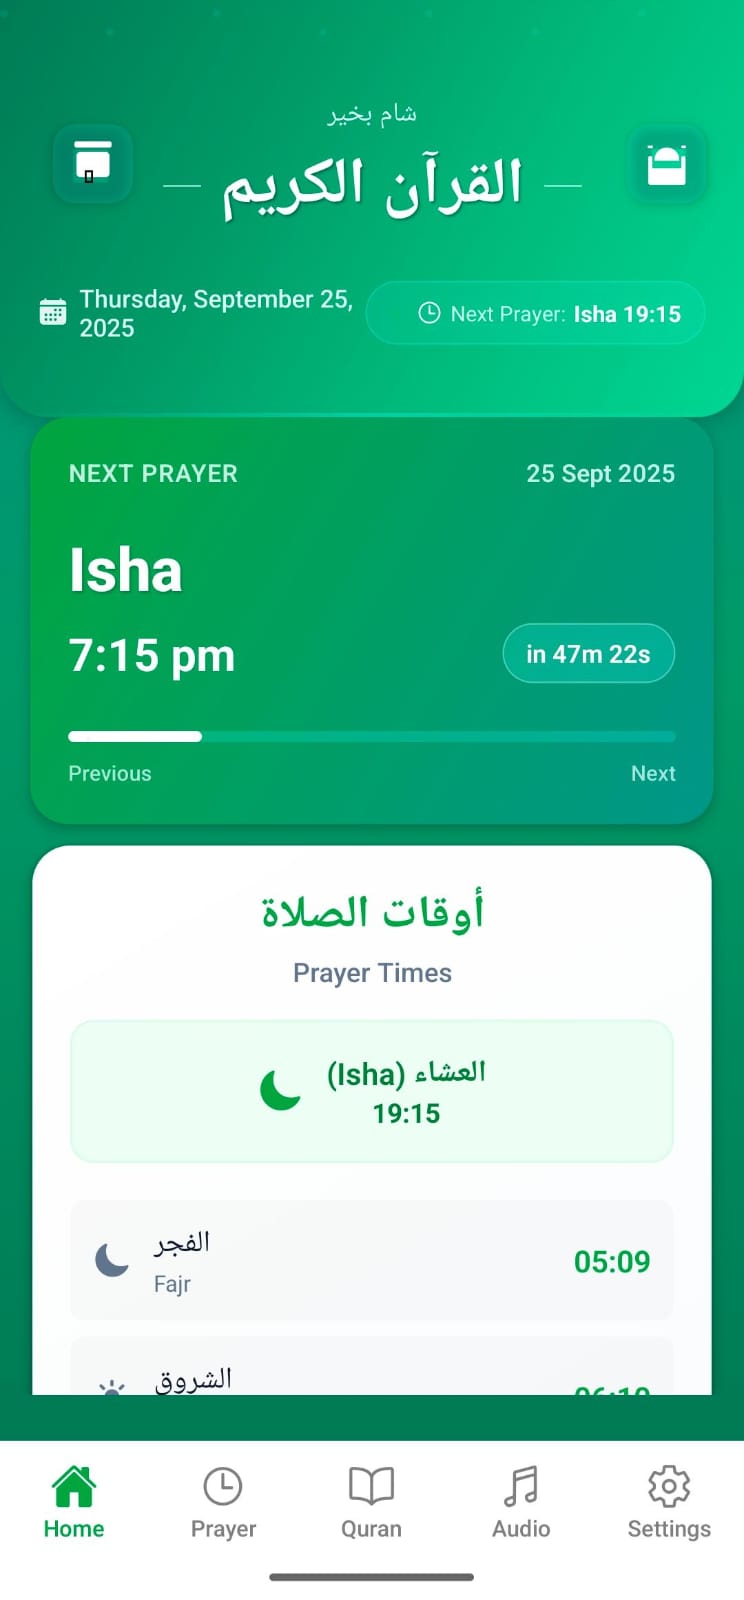 شام بخیر
القرآن الكريم
Thursday, September 25,
2025
Next Prayer: Isha 19:15
NEXT PRAYER
25 Sept 2025
Isha
7:15 pm
in 47m 22s
Previous
Next
أوقات الصلاة
Prayer Times
العشاء (Isha)
19:15
الفجر
Fajr
05:09
الشروق
Home
Prayer
Quran
Audio
Settings